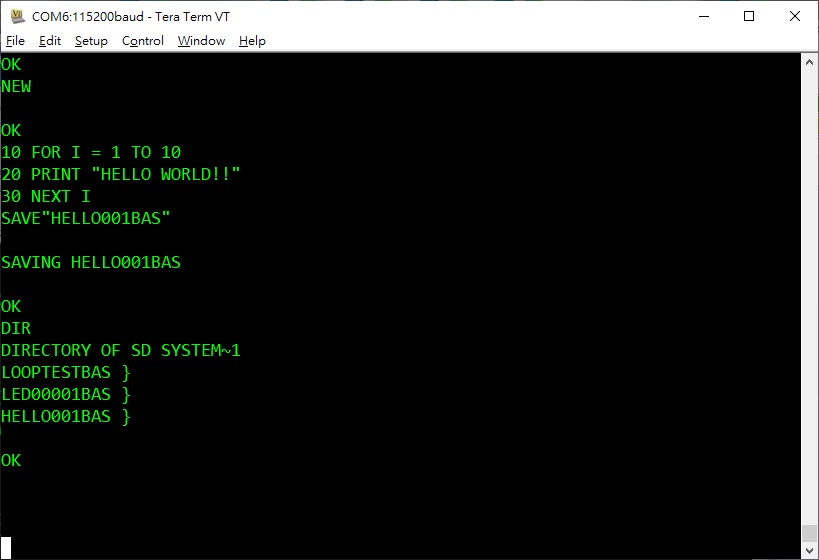 COM6:115200baud - Tera Term VT
File Edit Setup Control Window Help
OK
NEW
OK
10 FOR I = 1 TO 10
20 PRINT "HELLO WORLD!!"
30 NEXT I
SAVE"HELLO001BAS"
SAVING HELLO001BAS
OK
DIR
DIRECTORY OF SD SYSTEM~1
LOOPTESTBAS }
LED00001BAS }
HELLO001BAS }
OK